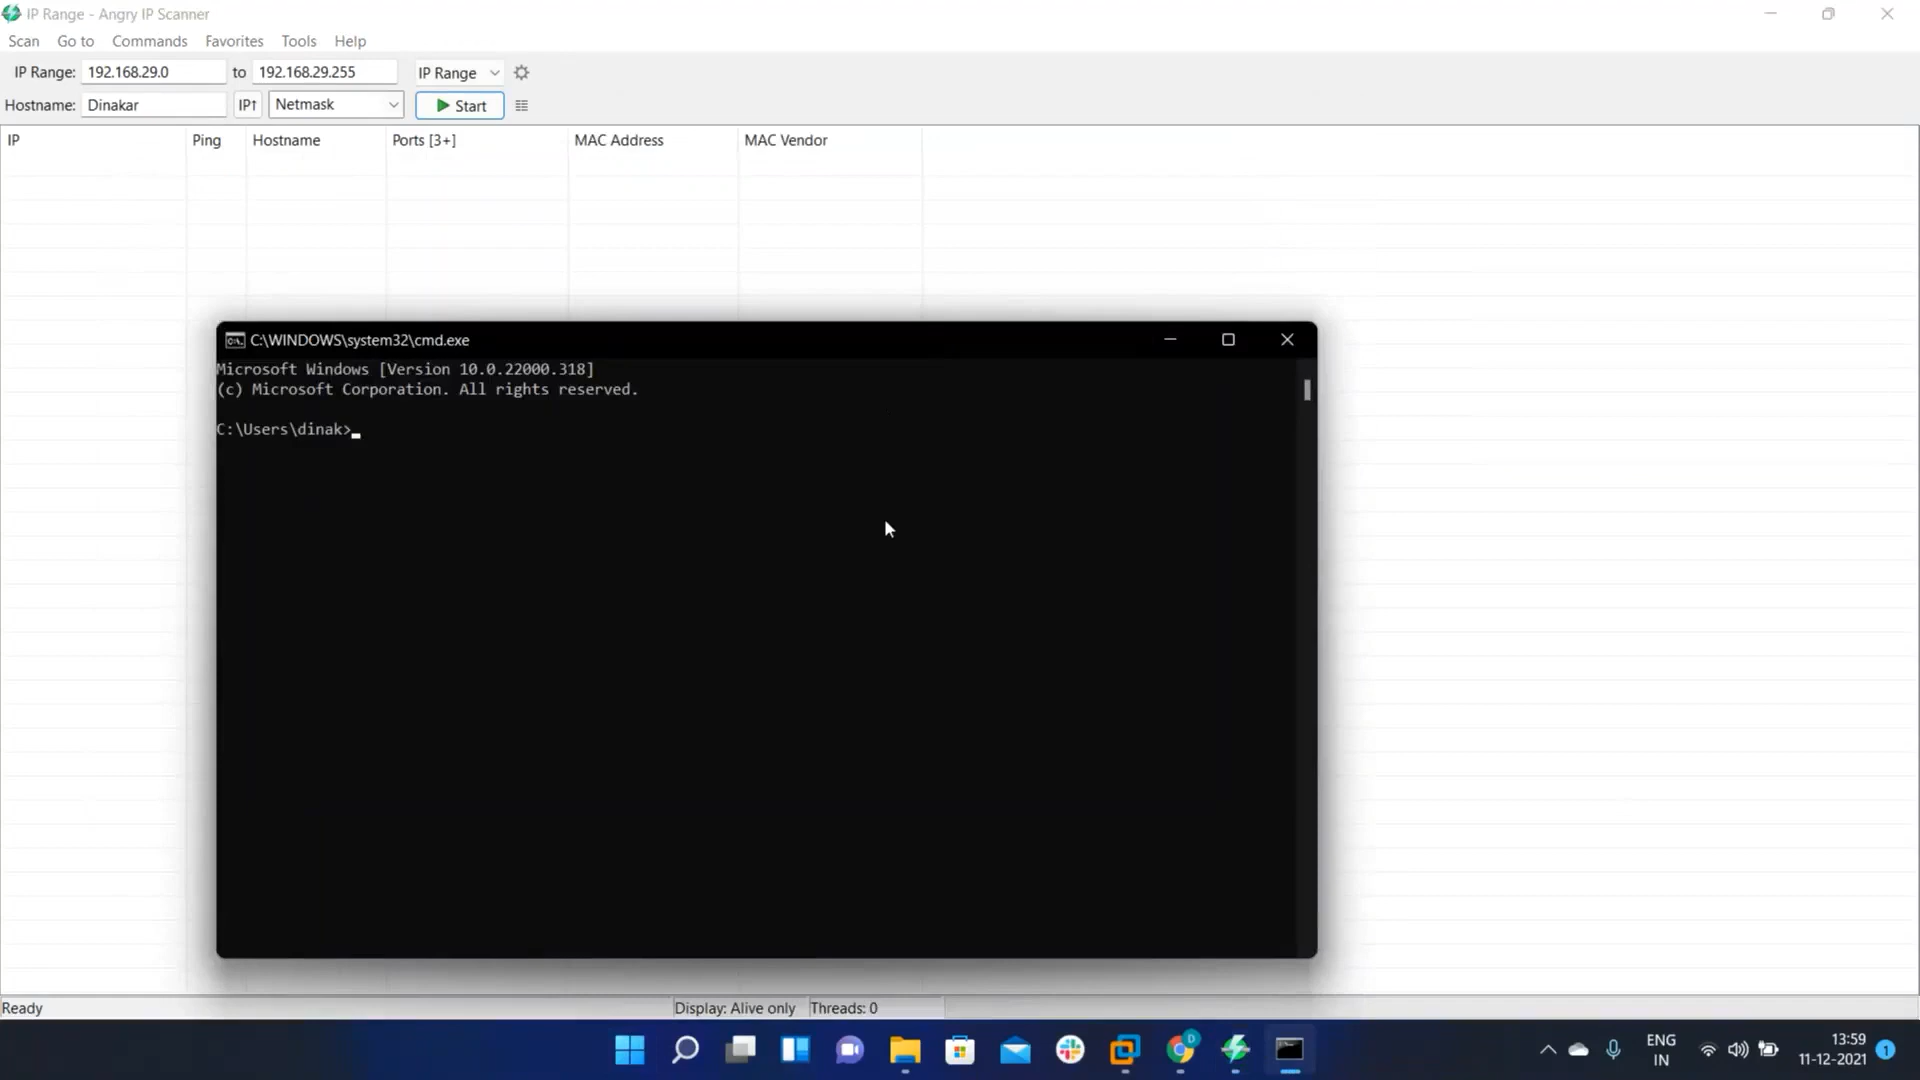 IP Range - Angry IP Scanner
Scan Go to Commands Favorites Tools Help
IP Range: 192.168.29.0 to 192.168.29.255 IP Range
Hostname: Dinakar IP↑ Netmask Start
IP Ping Hostname Ports [3+] MAC Address MAC Vendor
C:\WINDOWS\system32\cmd.exe
Microsoft Windows [Version 10.0.22000.318]
(c) Microsoft Corporation. All rights reserved.
C:\Users\dinak>
Ready Display: Alive only Threads: 0
ENG 13:59
IN 11-12-2021 1